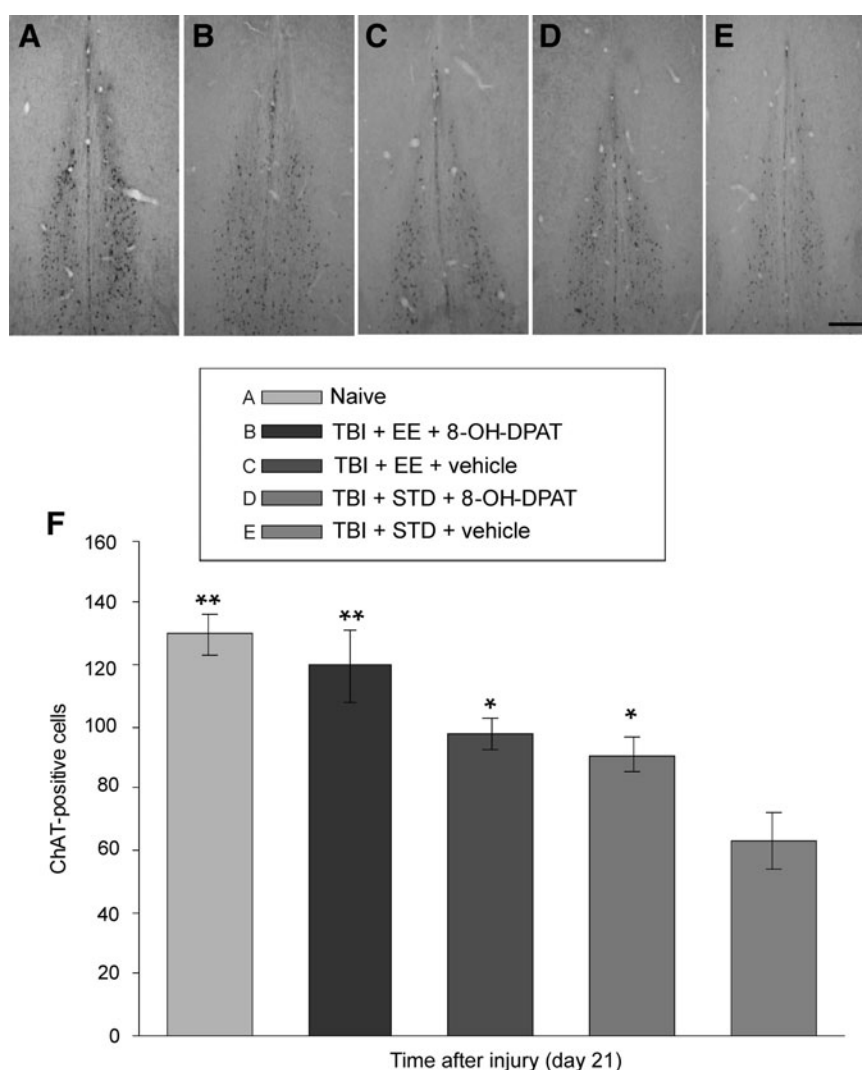 A B C D E
A Naive
B TBI + EE + 8-OH-DPAT
C TBI + EE + vehicle
D TBI + STD + 8-OH-DPAT
E TBI + STD + vehicle
F
160
140
120
100
80
60
40
20
0
ChAT-positive cells
** ** * *
Time after injury (day 21)